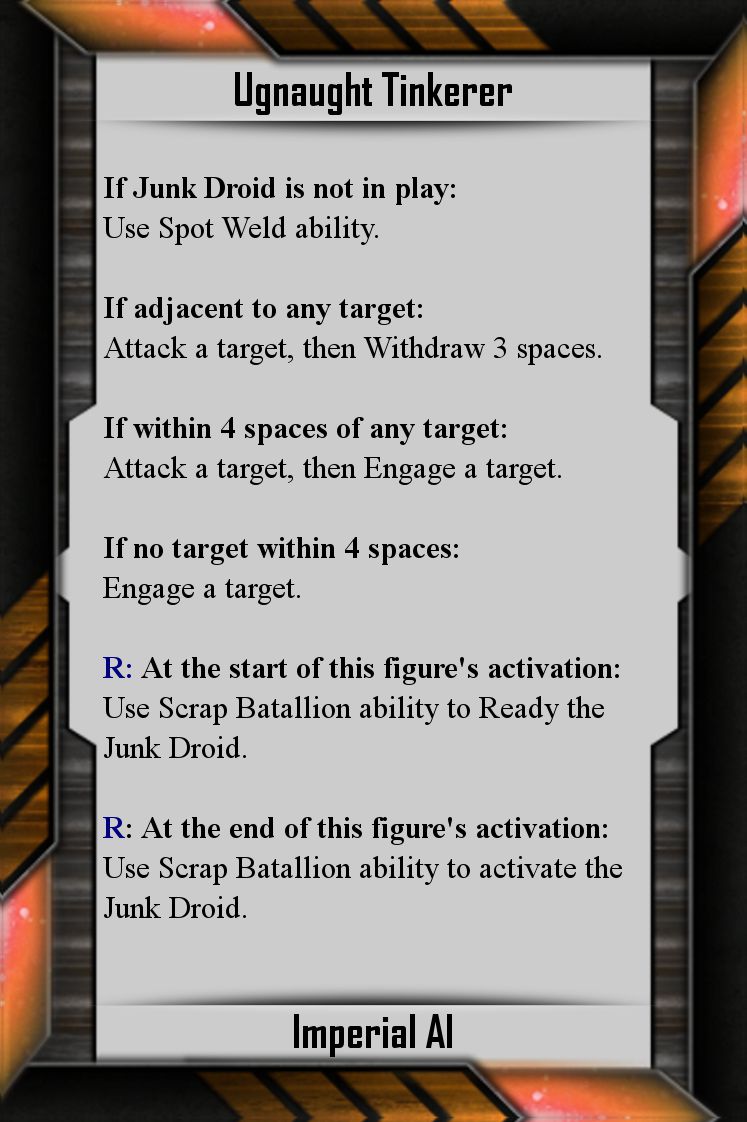 Ugnaught Tinkerer
If Junk Droid is not in play:
Use Spot Weld ability.
If adjacent to any target:
Attack a target, then Withdraw 3 spaces.
If within 4 spaces of any target:
Attack a target, then Engage a target.
If no target within 4 spaces:
Engage a target.
R: At the start of this figure's activation:
Use Scrap Batallion ability to Ready the
Junk Droid.
R: At the end of this figure's activation:
Use Scrap Batallion ability to activate the
Junk Droid.
Imperial AI